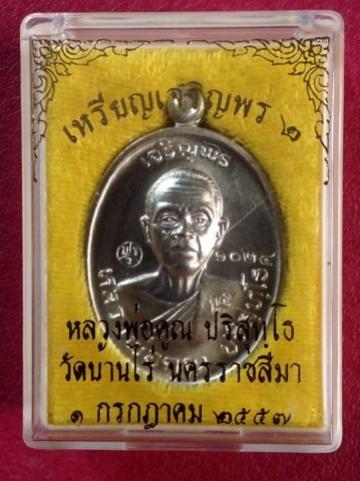 เหรียญเจริญพร ๒
เจริญพร
๑๐๒๔
หลวงพ่อคูณ ปริสุทฺโธ
วัดบ้านไร่ นครราชสีมา
๑ กรกฎาคม ๒๕๕๗